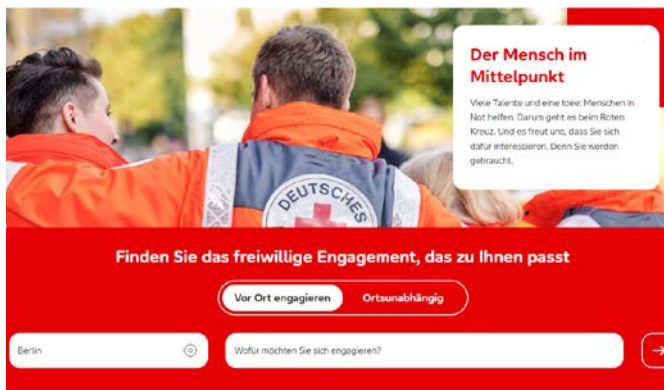 Der Mensch im
Mittelpunkt
Viele Talente und eine Idee: Menschen in
Not helfen. Darum geht es beim Roten
Kreuz. Und es freut uns, dass Sie sich
dafür interessieren. Denn Sie werden
gebraucht.
DEUTSCHES
Finden Sie das freiwillige Engagement, das zu Ihnen passt
Vor Ort engagieren Ortsunabhängig
Berlin Wofür möchten Sie sich engagieren?